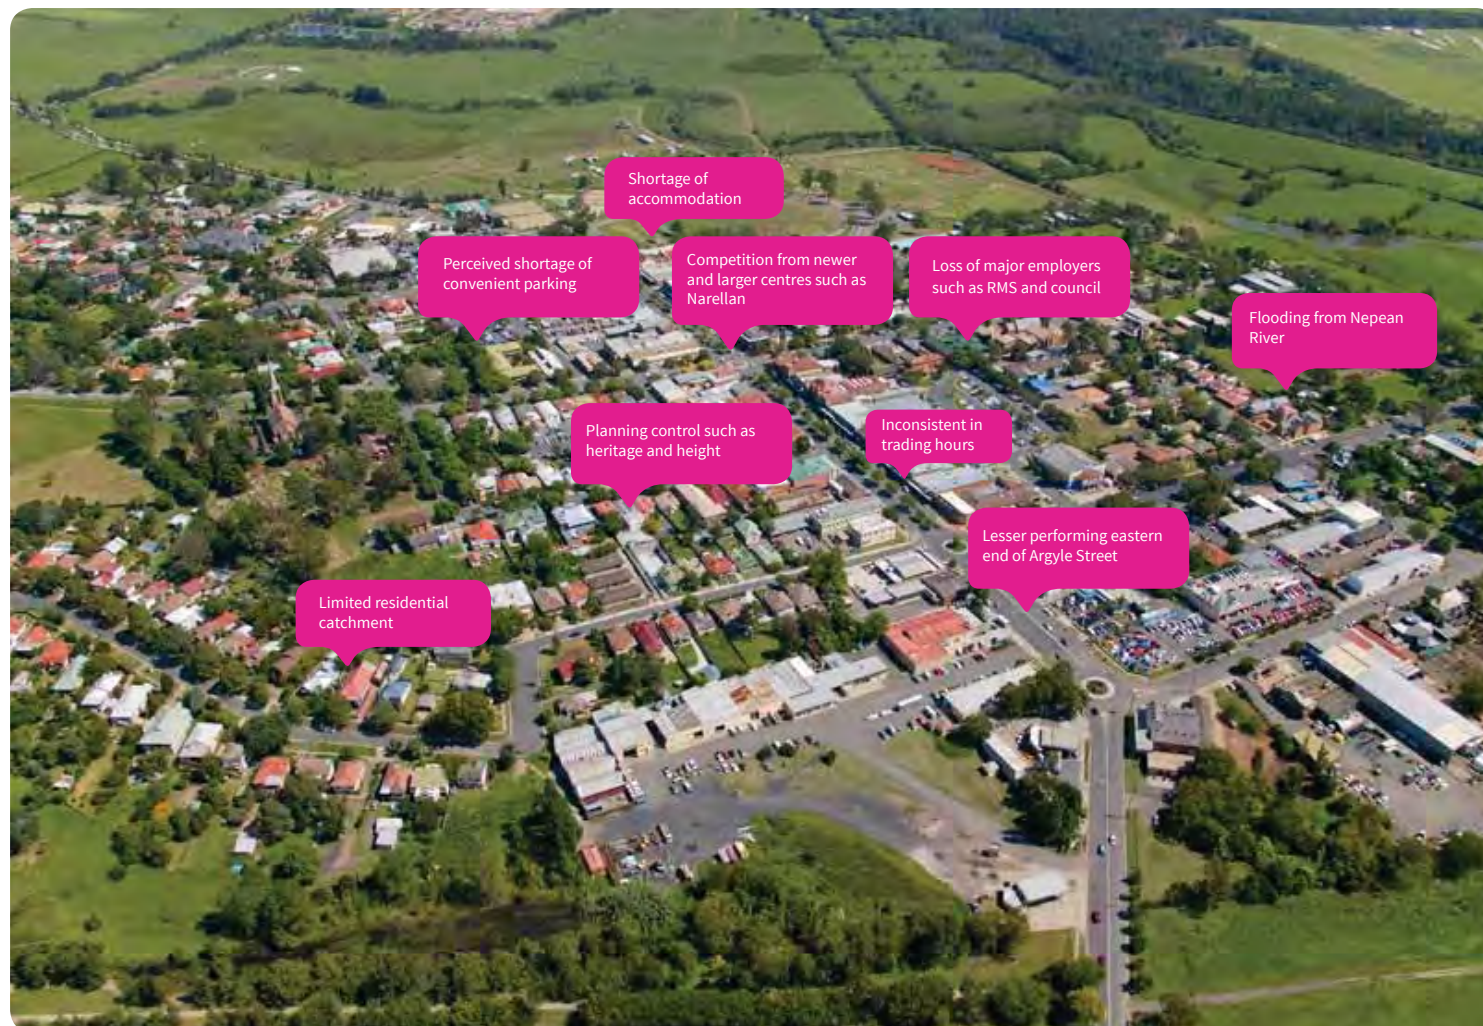 Shortage of
accommodation
Perceived shortage of
convenient parking
Competition from newer
and larger centres such as
Narellan
Loss of major employers
such as RMS and council
Flooding from Nepean
River
Planning control such as
heritage and height
Inconsistent in
trading hours
Lesser performing eastern
end of Argyle Street
Limited residential
catchment